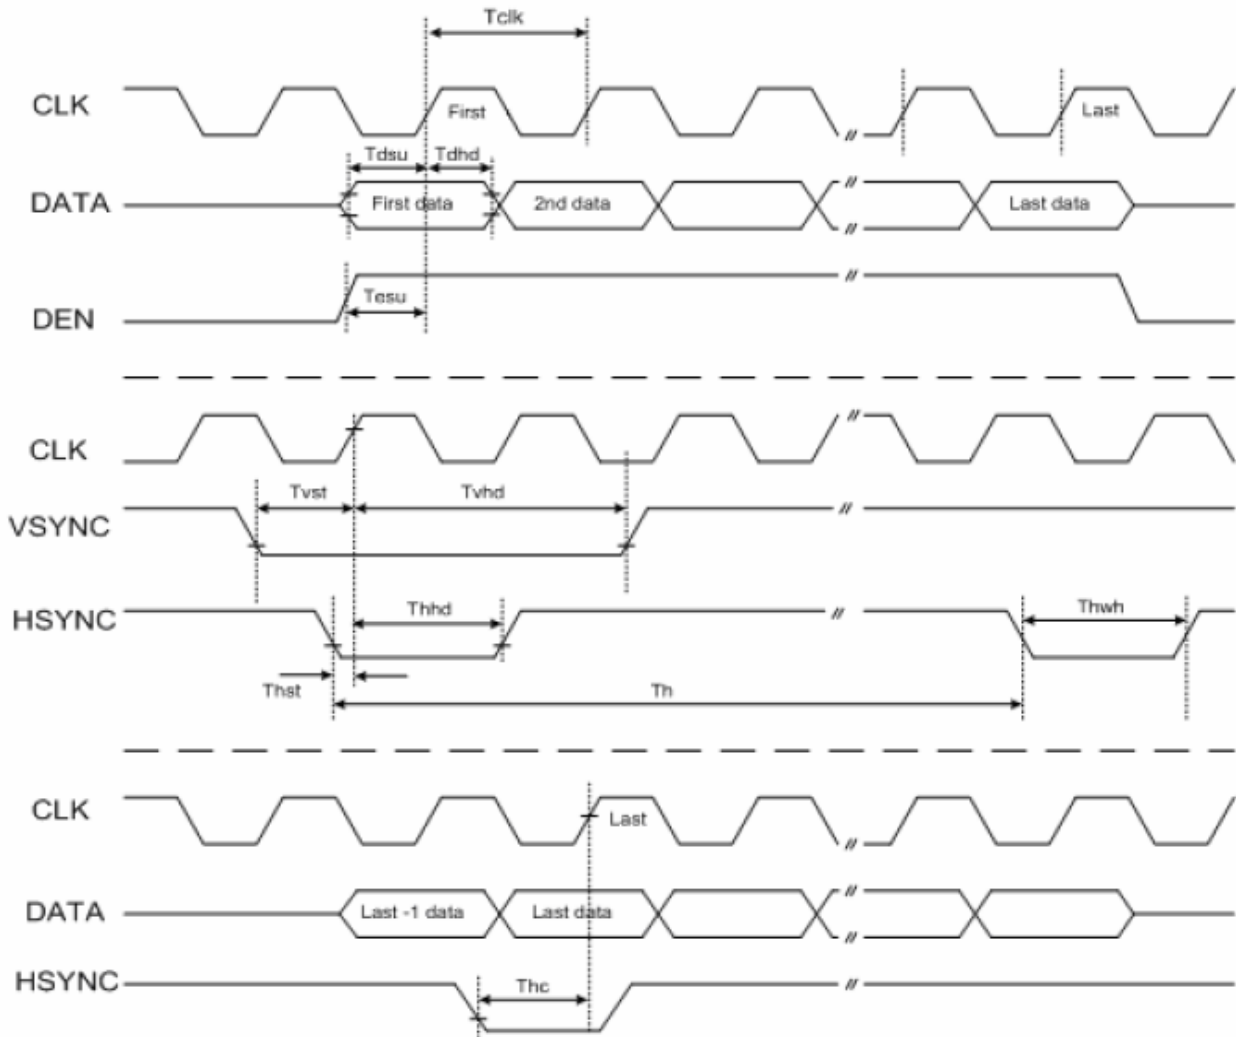 Tclk
CLK
First
Last
Tdsu
Tdhd
DATA
First data
2nd data
Last data
Tesu
DEN
CLK
Tvst
Tvhd
VSYNC
HSYNC
Thhd
Thwh
Thst
Th
CLK
Last
DATA
Last -1 data
Last data
HSYNC
Thc